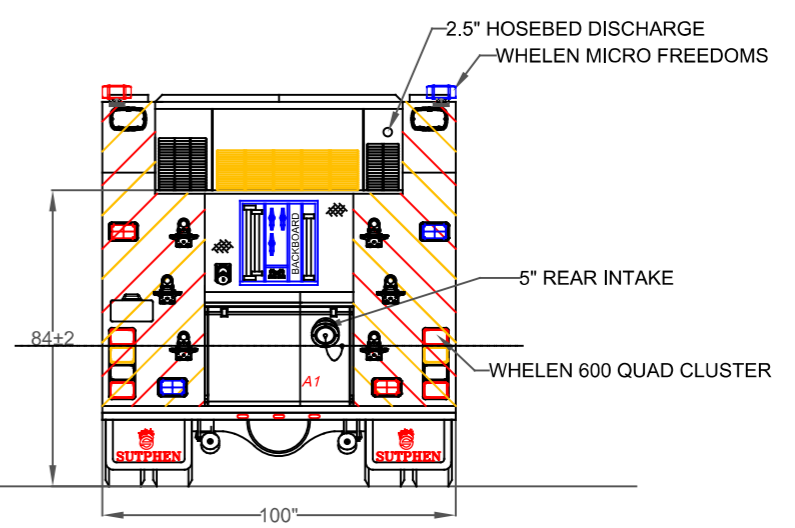 2.5" HOSEBED DISCHARGE
WHELEN MICRO FREEDOMS
BACKBOARD
5" REAR INTAKE
84±2
WHELEN 600 QUAD CLUSTER
A1
SUTPHEN
SUTPHEN
100"